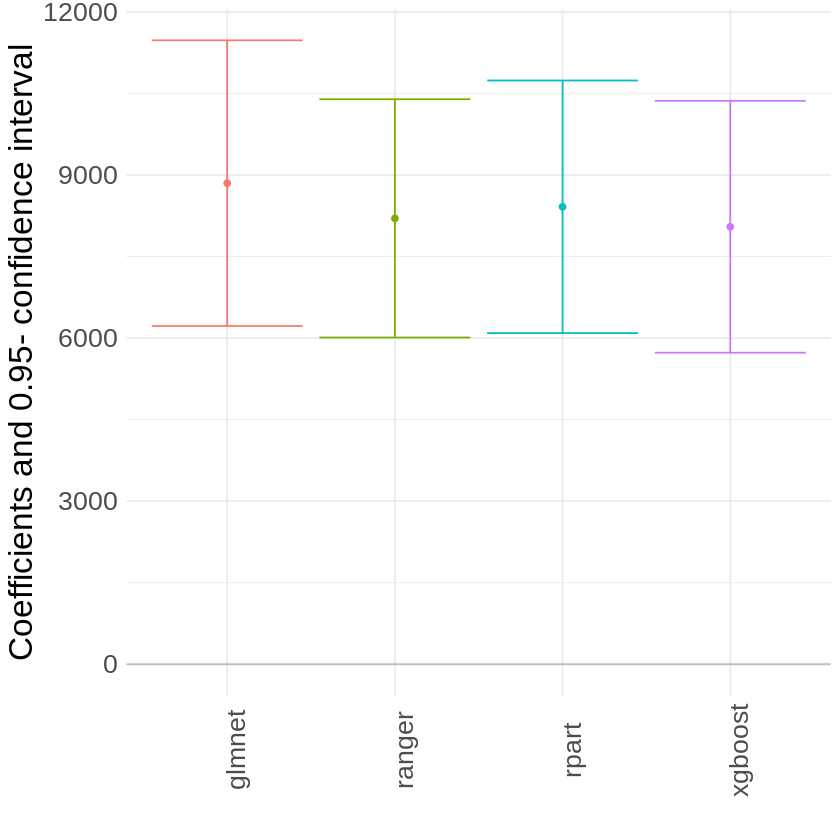 Coefficients and 0.95- confidence interval
12000
9000
6000
3000
0
glmnet
ranger
rpart
xgboost